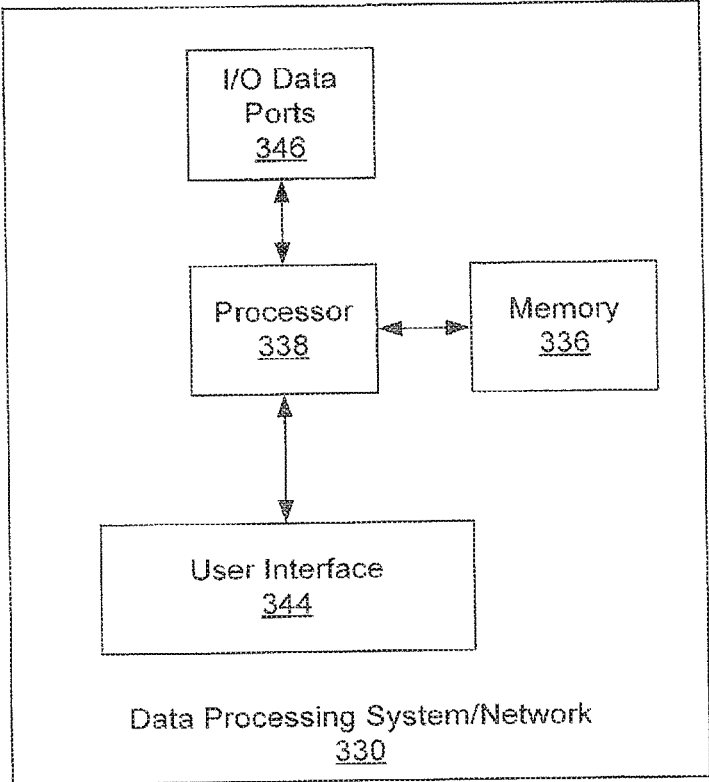 I/O Data
Ports
346
Processor
338
Memory
336
User Interface
344
Data Processing System/Network
330